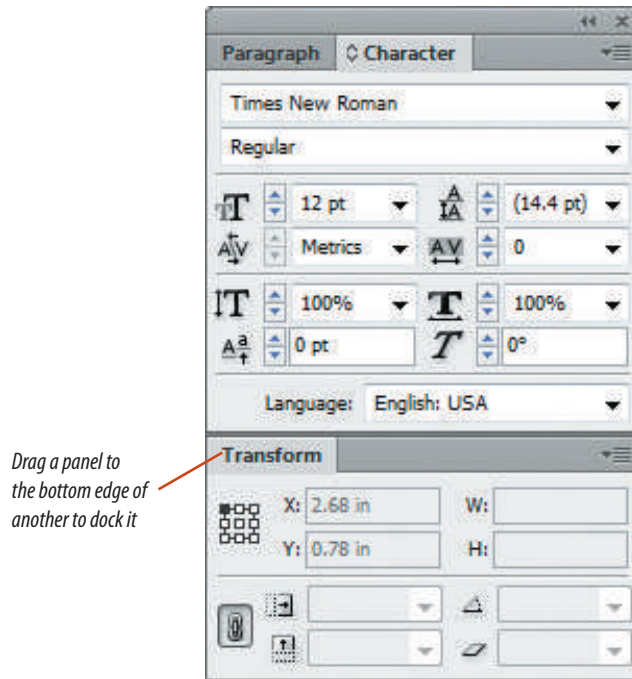 Paragraph Character
Times New Roman
Regular
12 pt (14.4 pt)
Metrics 0
100% 100%
0 pt 0°
Language: English: USA
Drag a panel to
the bottom edge of
another to dock it
Transform
X: 2.68 in W:
Y: 0.78 in H: